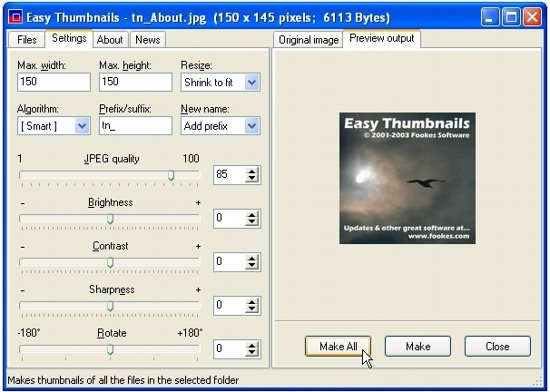 Easy Thumbnails - tn_About.jpg (150 x 145 pixels; 6113 Bytes)
Files Settings About News
Max. width: Max. height: Resize:
150 150 Shrink to fit
Algorithm: Prefix/suffix: New name:
[ Smart ] tn_ Add prefix
1 JPEG quality 100
85
- Brightness +
0
- Contrast +
0
- Sharpness +
0
-180° Rotate +180°
0
Original image Preview output
Easy Thumbnails
© 2001-2003 Fookes Software
Updates & other great software at...
www.fookes.com
Make All Make Close
Makes thumbnails of all the files in the selected folder